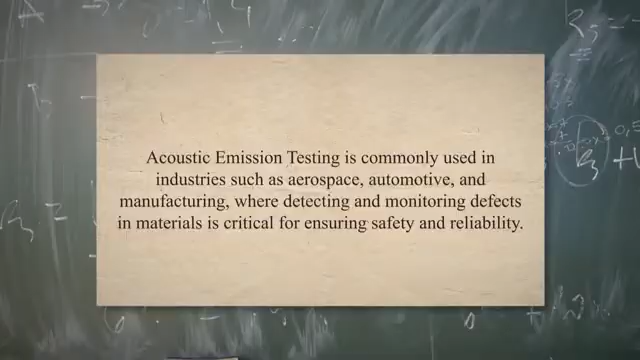 Acoustic Emission Testing is commonly used in
industries such as aerospace, automotive, and
manufacturing, where detecting and monitoring defects
in materials is critical for ensuring safety and reliability.